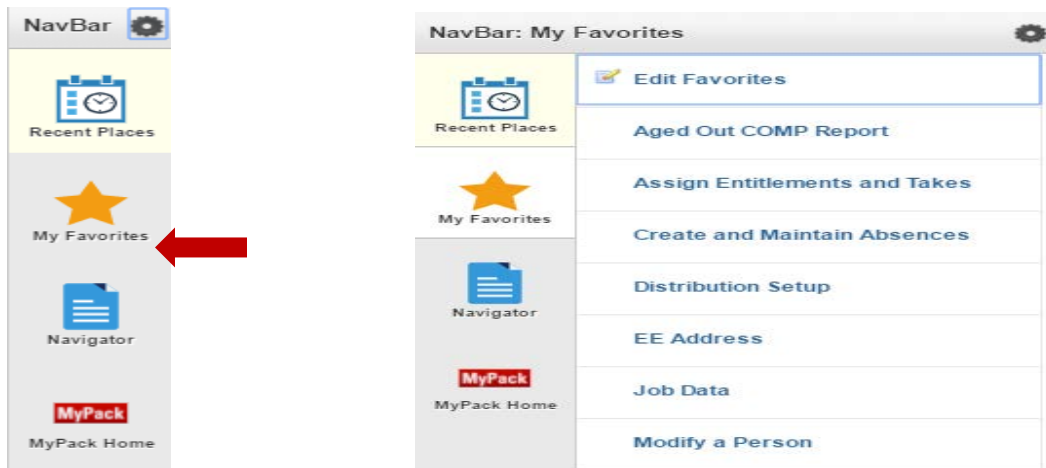 NavBar
Recent Places
My Favorites
Navigator
MyPack
MyPack Home
NavBar: My Favorites
Recent Places
My Favorites
Navigator
MyPack
MyPack Home
Edit Favorites
Aged Out COMP Report
Assign Entitlements and Takes
Create and Maintain Absences
Distribution Setup
EE Address
Job Data
Modify a Person